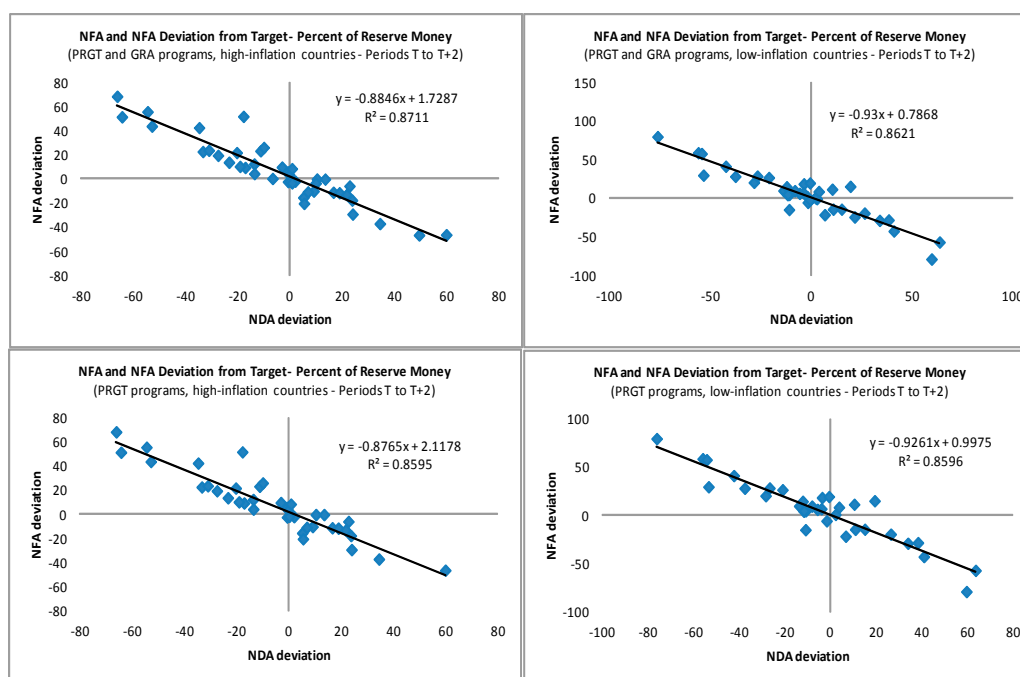 NFA and NFA Deviation from Target- Percent of Reserve Money
(PRGT and GRA programs, high-inflation countries - Periods T to T+2)
80
60
40
20
0
-20
-40
-60
-80
-80 -60 -40 -20 0 20 40 60 80
NFA deviation
NDA deviation
y = -0.8846x + 1.7287
R² = 0.8711
NFA and NFA Deviation from Target- Percent of Reserve Money
(PRGT and GRA programs, low-inflation countries - Periods T to T+2)
150
100
50
0
-50
-100
-100 -50 0 50 100
NFA deviation
NDA deviation
y = -0.93x + 0.7868
R² = 0.8621
NFA and NFA Deviation from Target- Percent of Reserve Money
(PRGT programs, high-inflation countries - Periods T to T+2)
80
60
40
20
0
-20
-40
-60
-80
-80 -60 -40 -20 0 20 40 60 80
NFA deviation
NDA deviation
y = -0.8765x + 2.1178
R² = 0.8595
NFA and NFA Deviation from Target- Percent of Reserve Money
(PRGT programs, low-inflation countries - Periods T to T+2)
100
50
0
-50
-100
-100 -80 -60 -40 -20 0 20 40 60 80
NFA deviation
NDA deviation
y = -0.9261x + 0.9975
R² = 0.8596